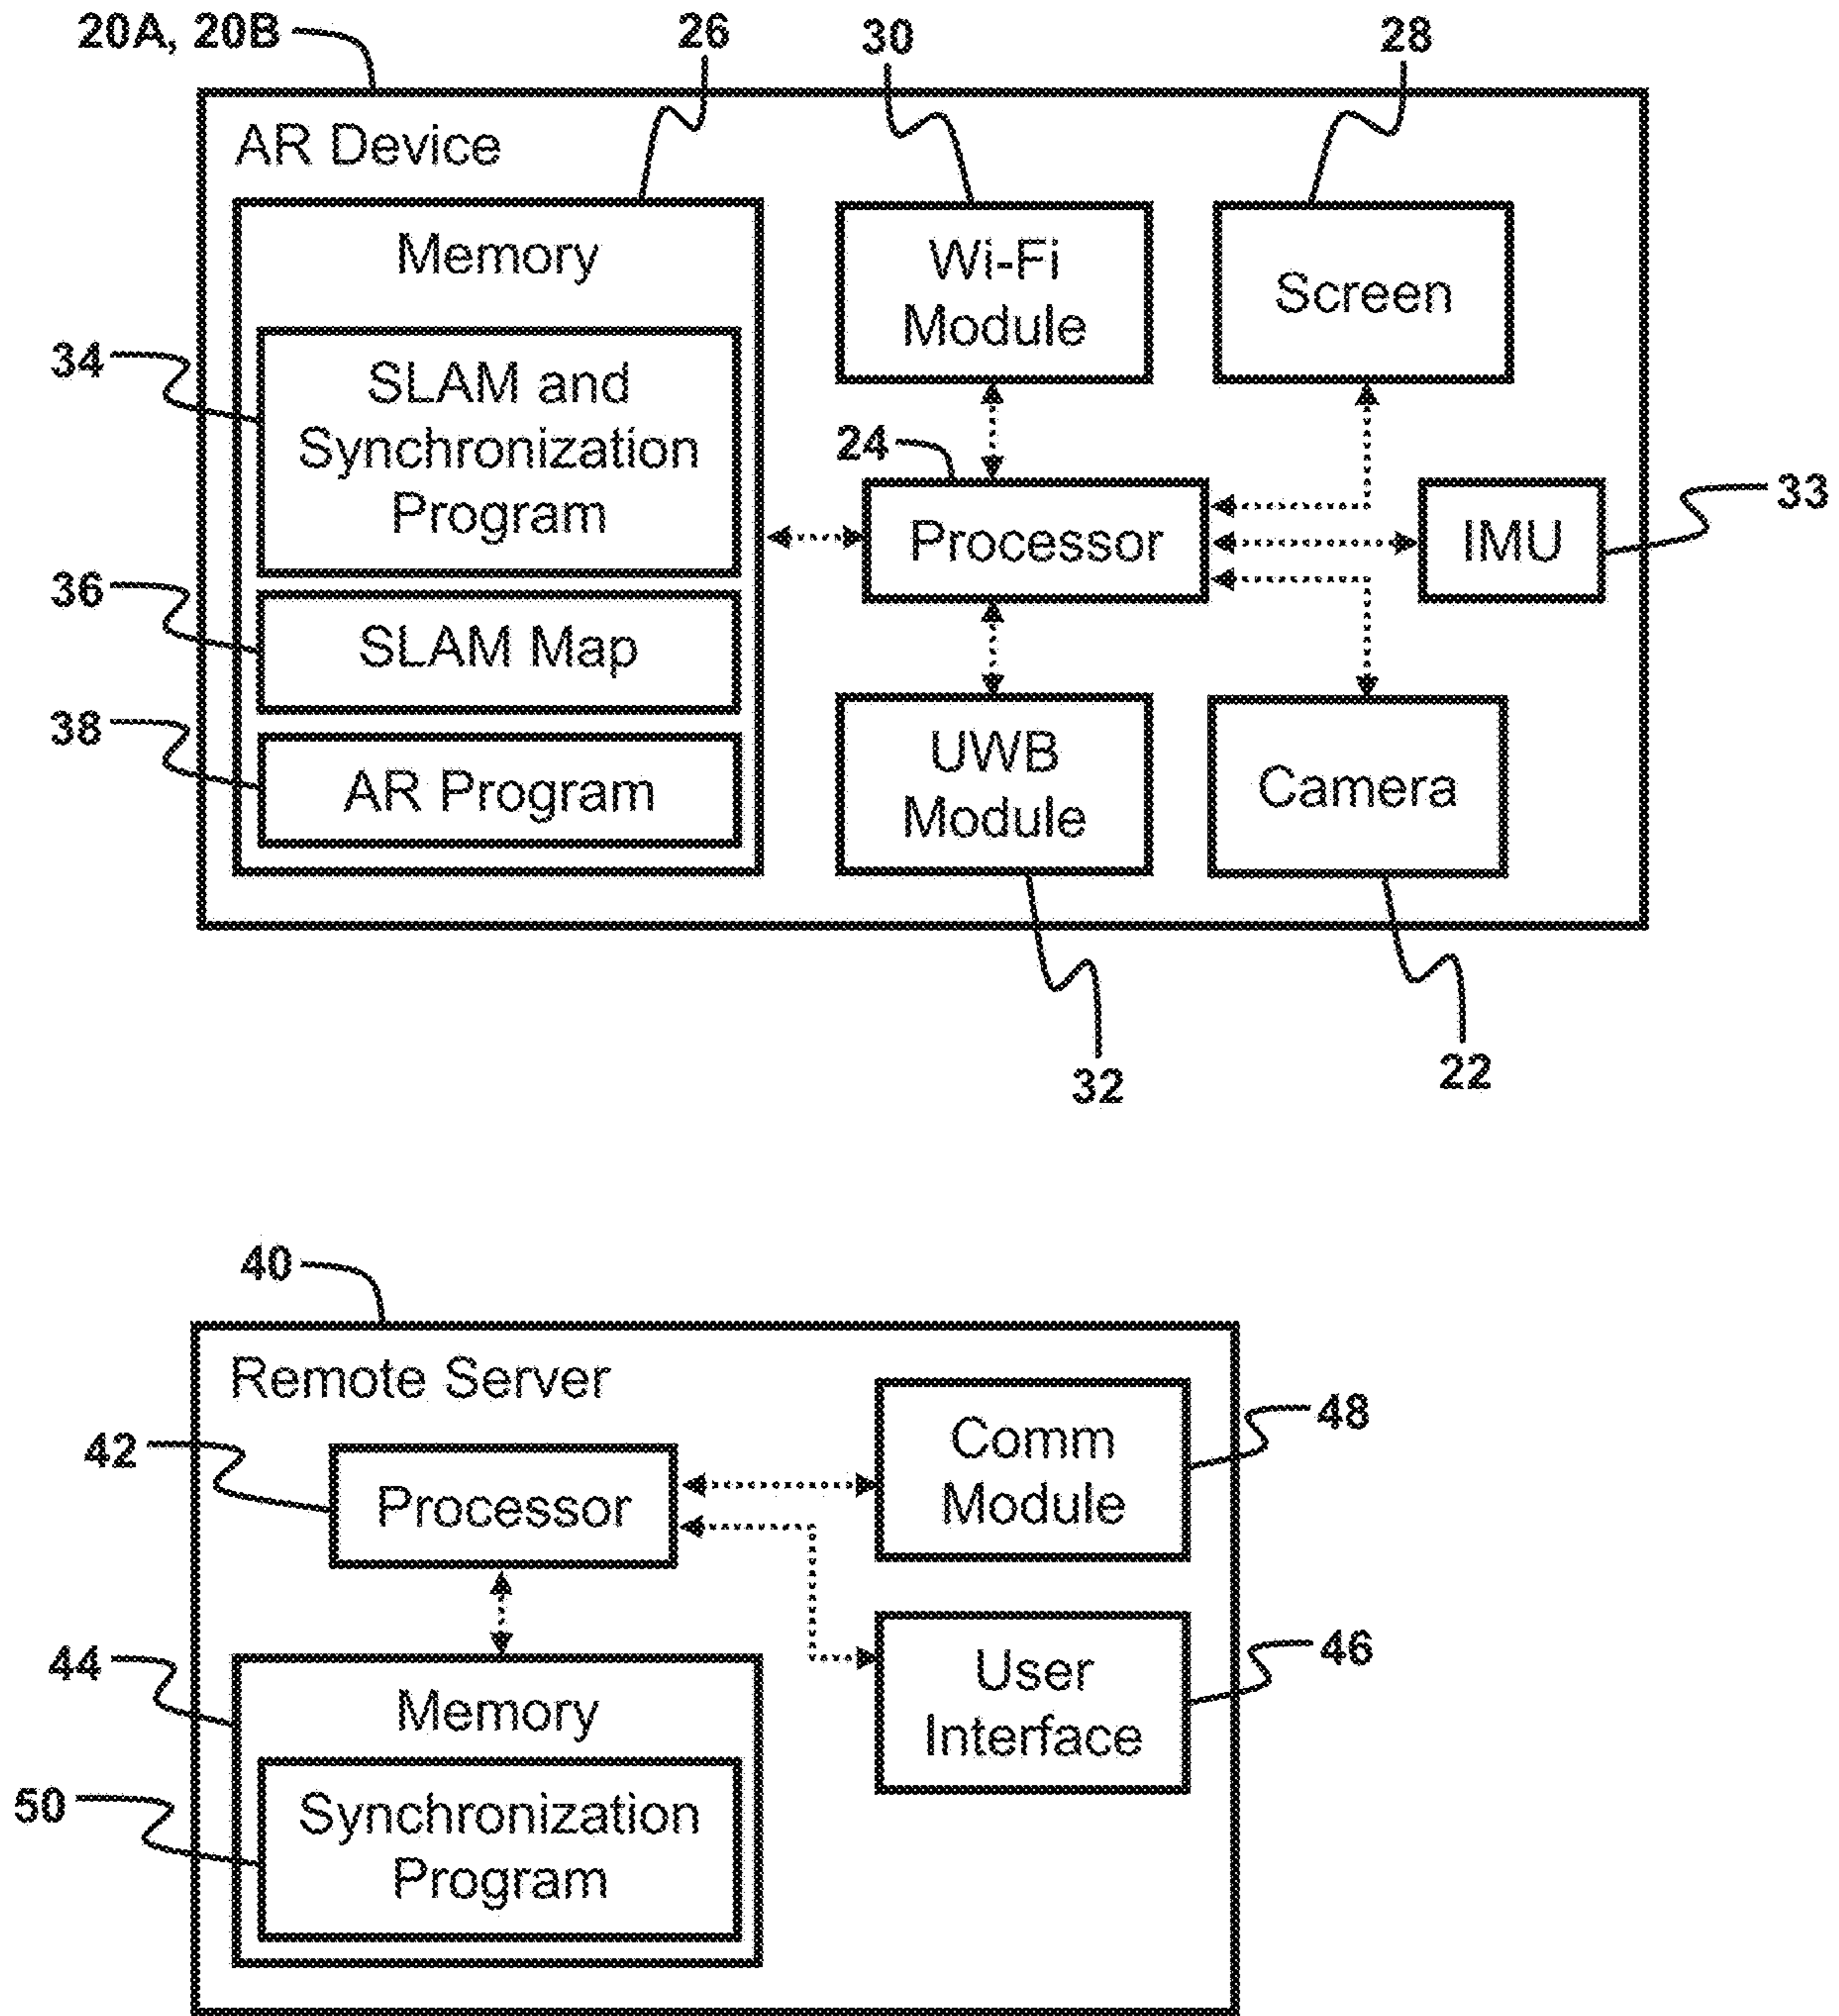 20A, 20B
26
30
28
AR Device
Memory
Wi-Fi
Module
Screen
34
SLAM and
Synchronization
Program
24
Processor
IMU
33
36
SLAM Map
38
AR Program
UWB
Module
Camera
32
22
40
Remote Server
42
Processor
Comm
Module
48
44
Memory
User
Interface
46
50
Synchronization
Program